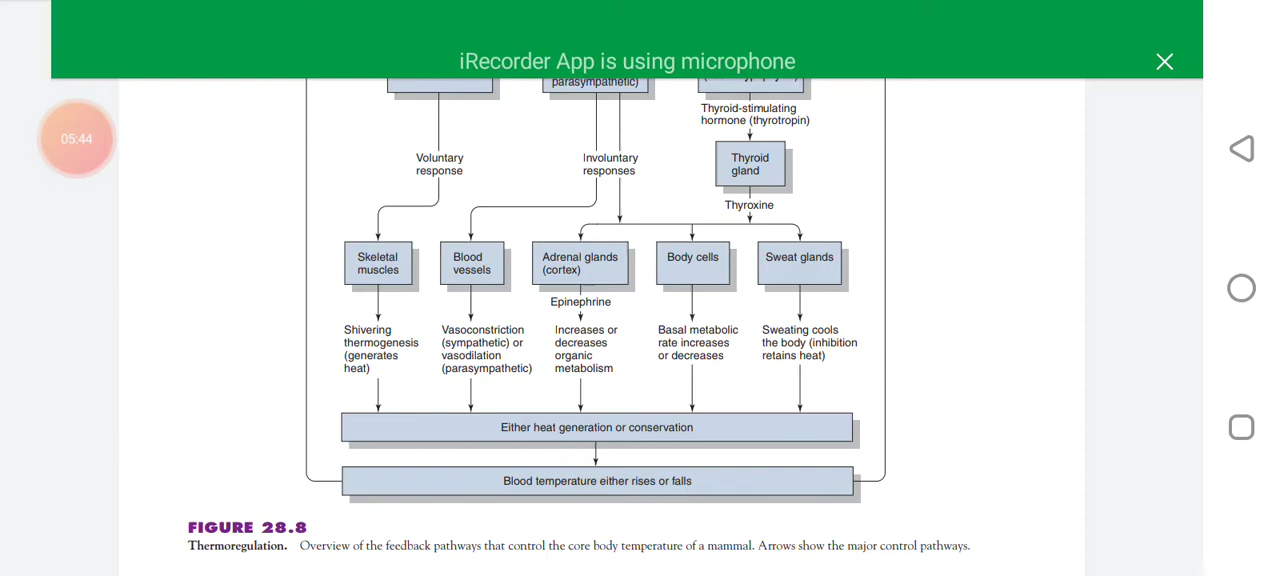 iRecorder App is using microphone
parasympathetic)
05:44
Thyroid-stimulating
hormone (thyrotropin)
Voluntary
response
Involuntary
responses
Thyroid
gland
Thyroxine
Skeletal
muscles
Blood
vessels
Adrenal glands
(cortex)
Body cells
Sweat glands
Epinephrine
Shivering
thermogenesis
(generates
heat)
Vasoconstriction
(sympathetic) or
vasodilation
(parasympathetic)
Increases or
decreases
organic
metabolism
Basal metabolic
rate increases
or decreases
Sweating cools
the body (inhibition
retains heat)
Either heat generation or conservation
Blood temperature either rises or falls
FIGURE 28.8
Thermoregulation. Overview of the feedback pathways that control the core body temperature of a mammal. Arrows show the major control pathways.